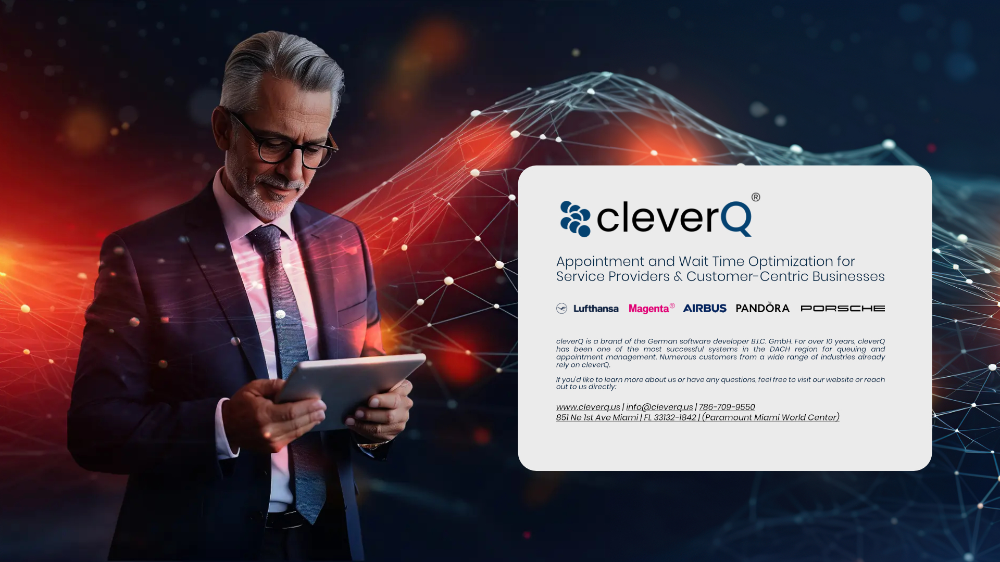 cleverQ®
Appointment and Wait Time Optimization for
Service Providers & Customer-Centric Businesses
Lufthansa Magenta® AIRBUS PANDÖRA PORSCHE
cleverQ is a brand of the German software developer B.I.C. GmbH. For over 10 years, cleverQ
has been one of the most successful systems in the DACH region for queuing and
appointment management. Numerous customers from a wide range of industries already
rely on cleverQ.
If you'd like to learn more about us or have any questions, feel free to visit our website or reach
out to us directly:
www.cleverq.us | info@cleverq.us | 786-709-9550
851 Ne 1st Ave Miami | FL 33132-1842 | (Paramount Miami World Center)